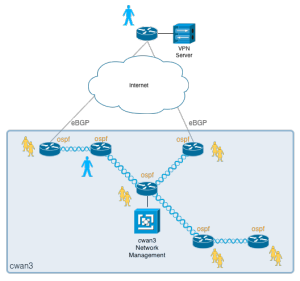 VPN
Server
Internet
eBGP
eBGP
ospf
ospf
ospf
ospf
cwan3
Network
Management
ospf
ospf
cwan3